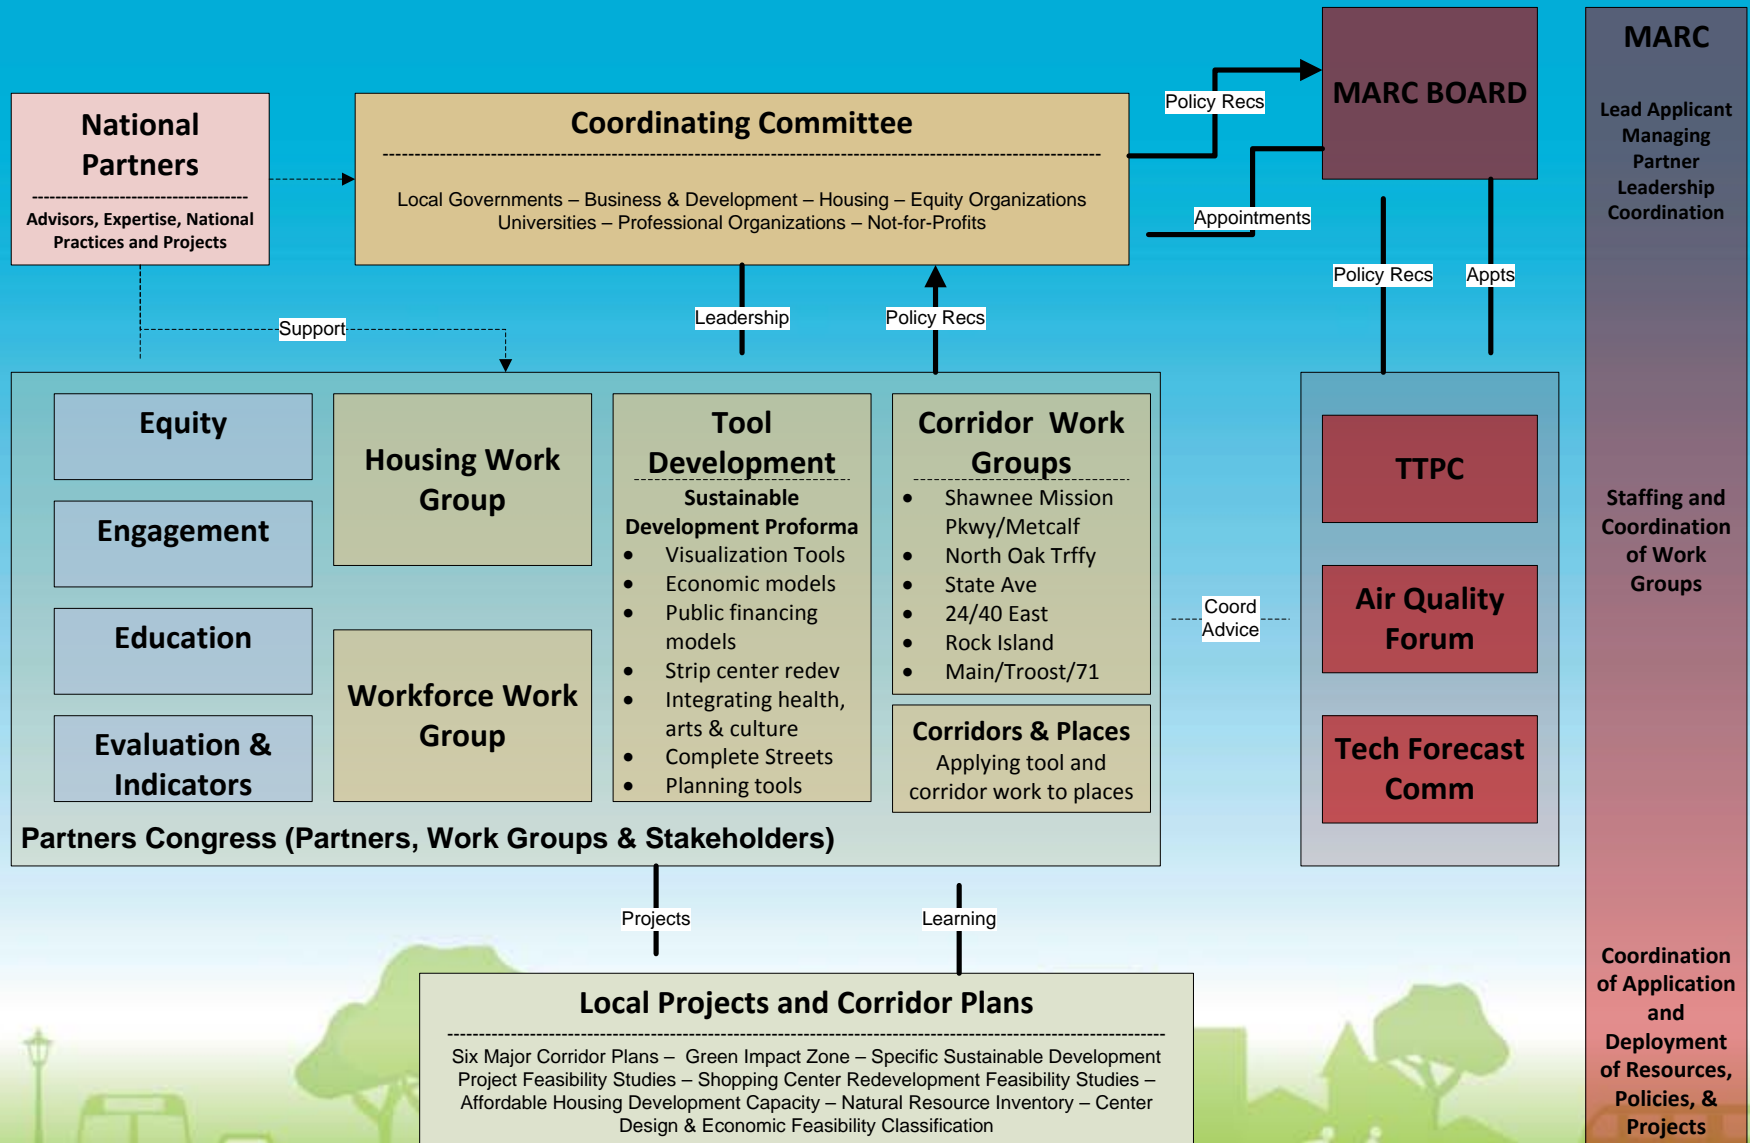 MARC
Lead Applicant
Managing
Partner
Leadership
Coordination
Staffing and
Coordination
of Work
Groups
Coordination
of Application
and
Deployment
of Resources,
Policies, &
Projects
MARC BOARD
Policy Recs
Appointments
Policy Recs
Appts
National
Partners
Advisors, Expertise, National
Practices and Projects
Coordinating Committee
Local Governments – Business & Development – Housing – Equity Organizations
Universities – Professional Organizations – Not-for-Profits
Support
Leadership
Policy Recs
Equity
Engagement
Education
Evaluation &
Indicators
Housing Work
Group
Workforce Work
Group
Tool
Development
Sustainable
Development Proforma
• Visualization Tools
• Economic models
• Public financing
models
• Strip center redev
• Integrating health,
arts & culture
• Complete Streets
• Planning tools
Corridor Work
Groups
• Shawnee Mission
Pkwy/Metcalf
• North Oak Trffy
• State Ave
• 24/40 East
• Rock Island
• Main/Troost/71
Corridors & Places
Applying tool and
corridor work to places
Partners Congress (Partners, Work Groups & Stakeholders)
Coord
Advice
TTPC
Air Quality
Forum
Tech Forecast
Comm
Projects
Learning
Local Projects and Corridor Plans
Six Major Corridor Plans – Green Impact Zone – Specific Sustainable Development
Project Feasibility Studies – Shopping Center Redevelopment Feasibility Studies –
Affordable Housing Development Capacity – Natural Resource Inventory – Center
Design & Economic Feasibility Classification